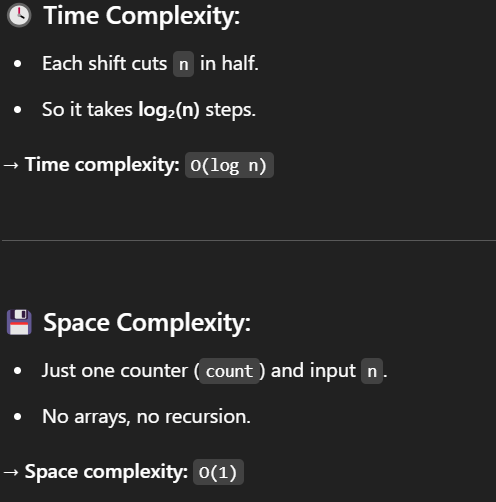 🕓 Time Complexity:
• Each shift cuts n in half.
• So it takes log₂(n) steps.
→ Time complexity: O(log n)
💾 Space Complexity:
• Just one counter (count) and input n.
• No arrays, no recursion.
→ Space complexity: O(1)